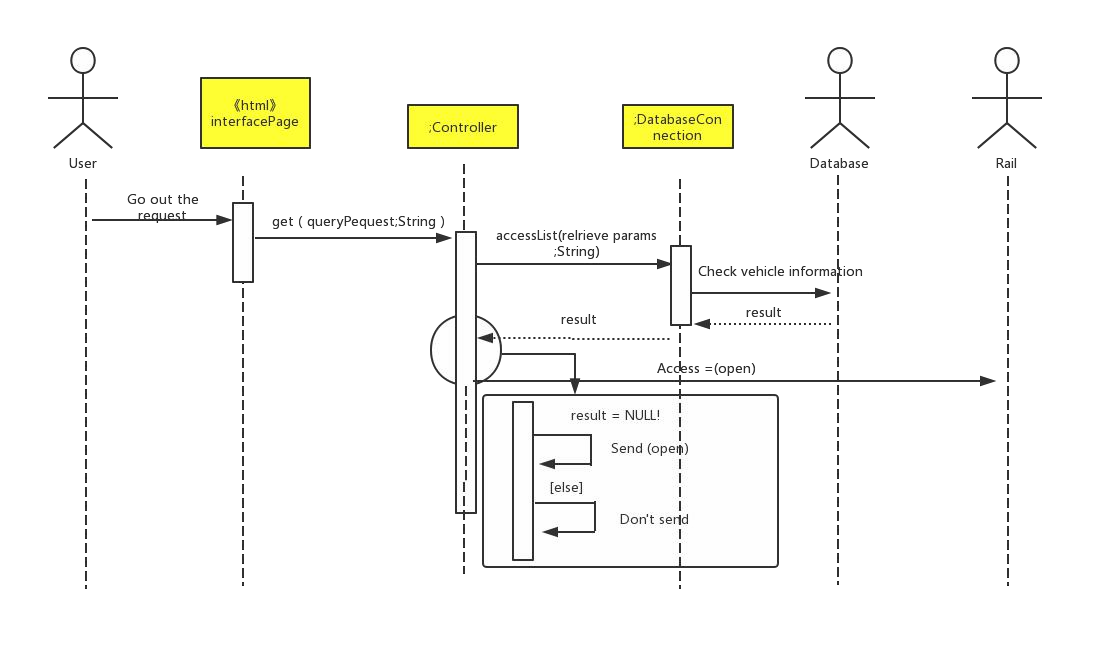 《html》
interfacePage
;Controller
;DatabaseCon
nection
User
Database
Rail
Go out the
request
get ( queryPequest;String )
accessList(relrieve params
;String)
Check vehicle information
result
result
Access =(open)
result = NULL!
Send (open)
[else]
Don't send